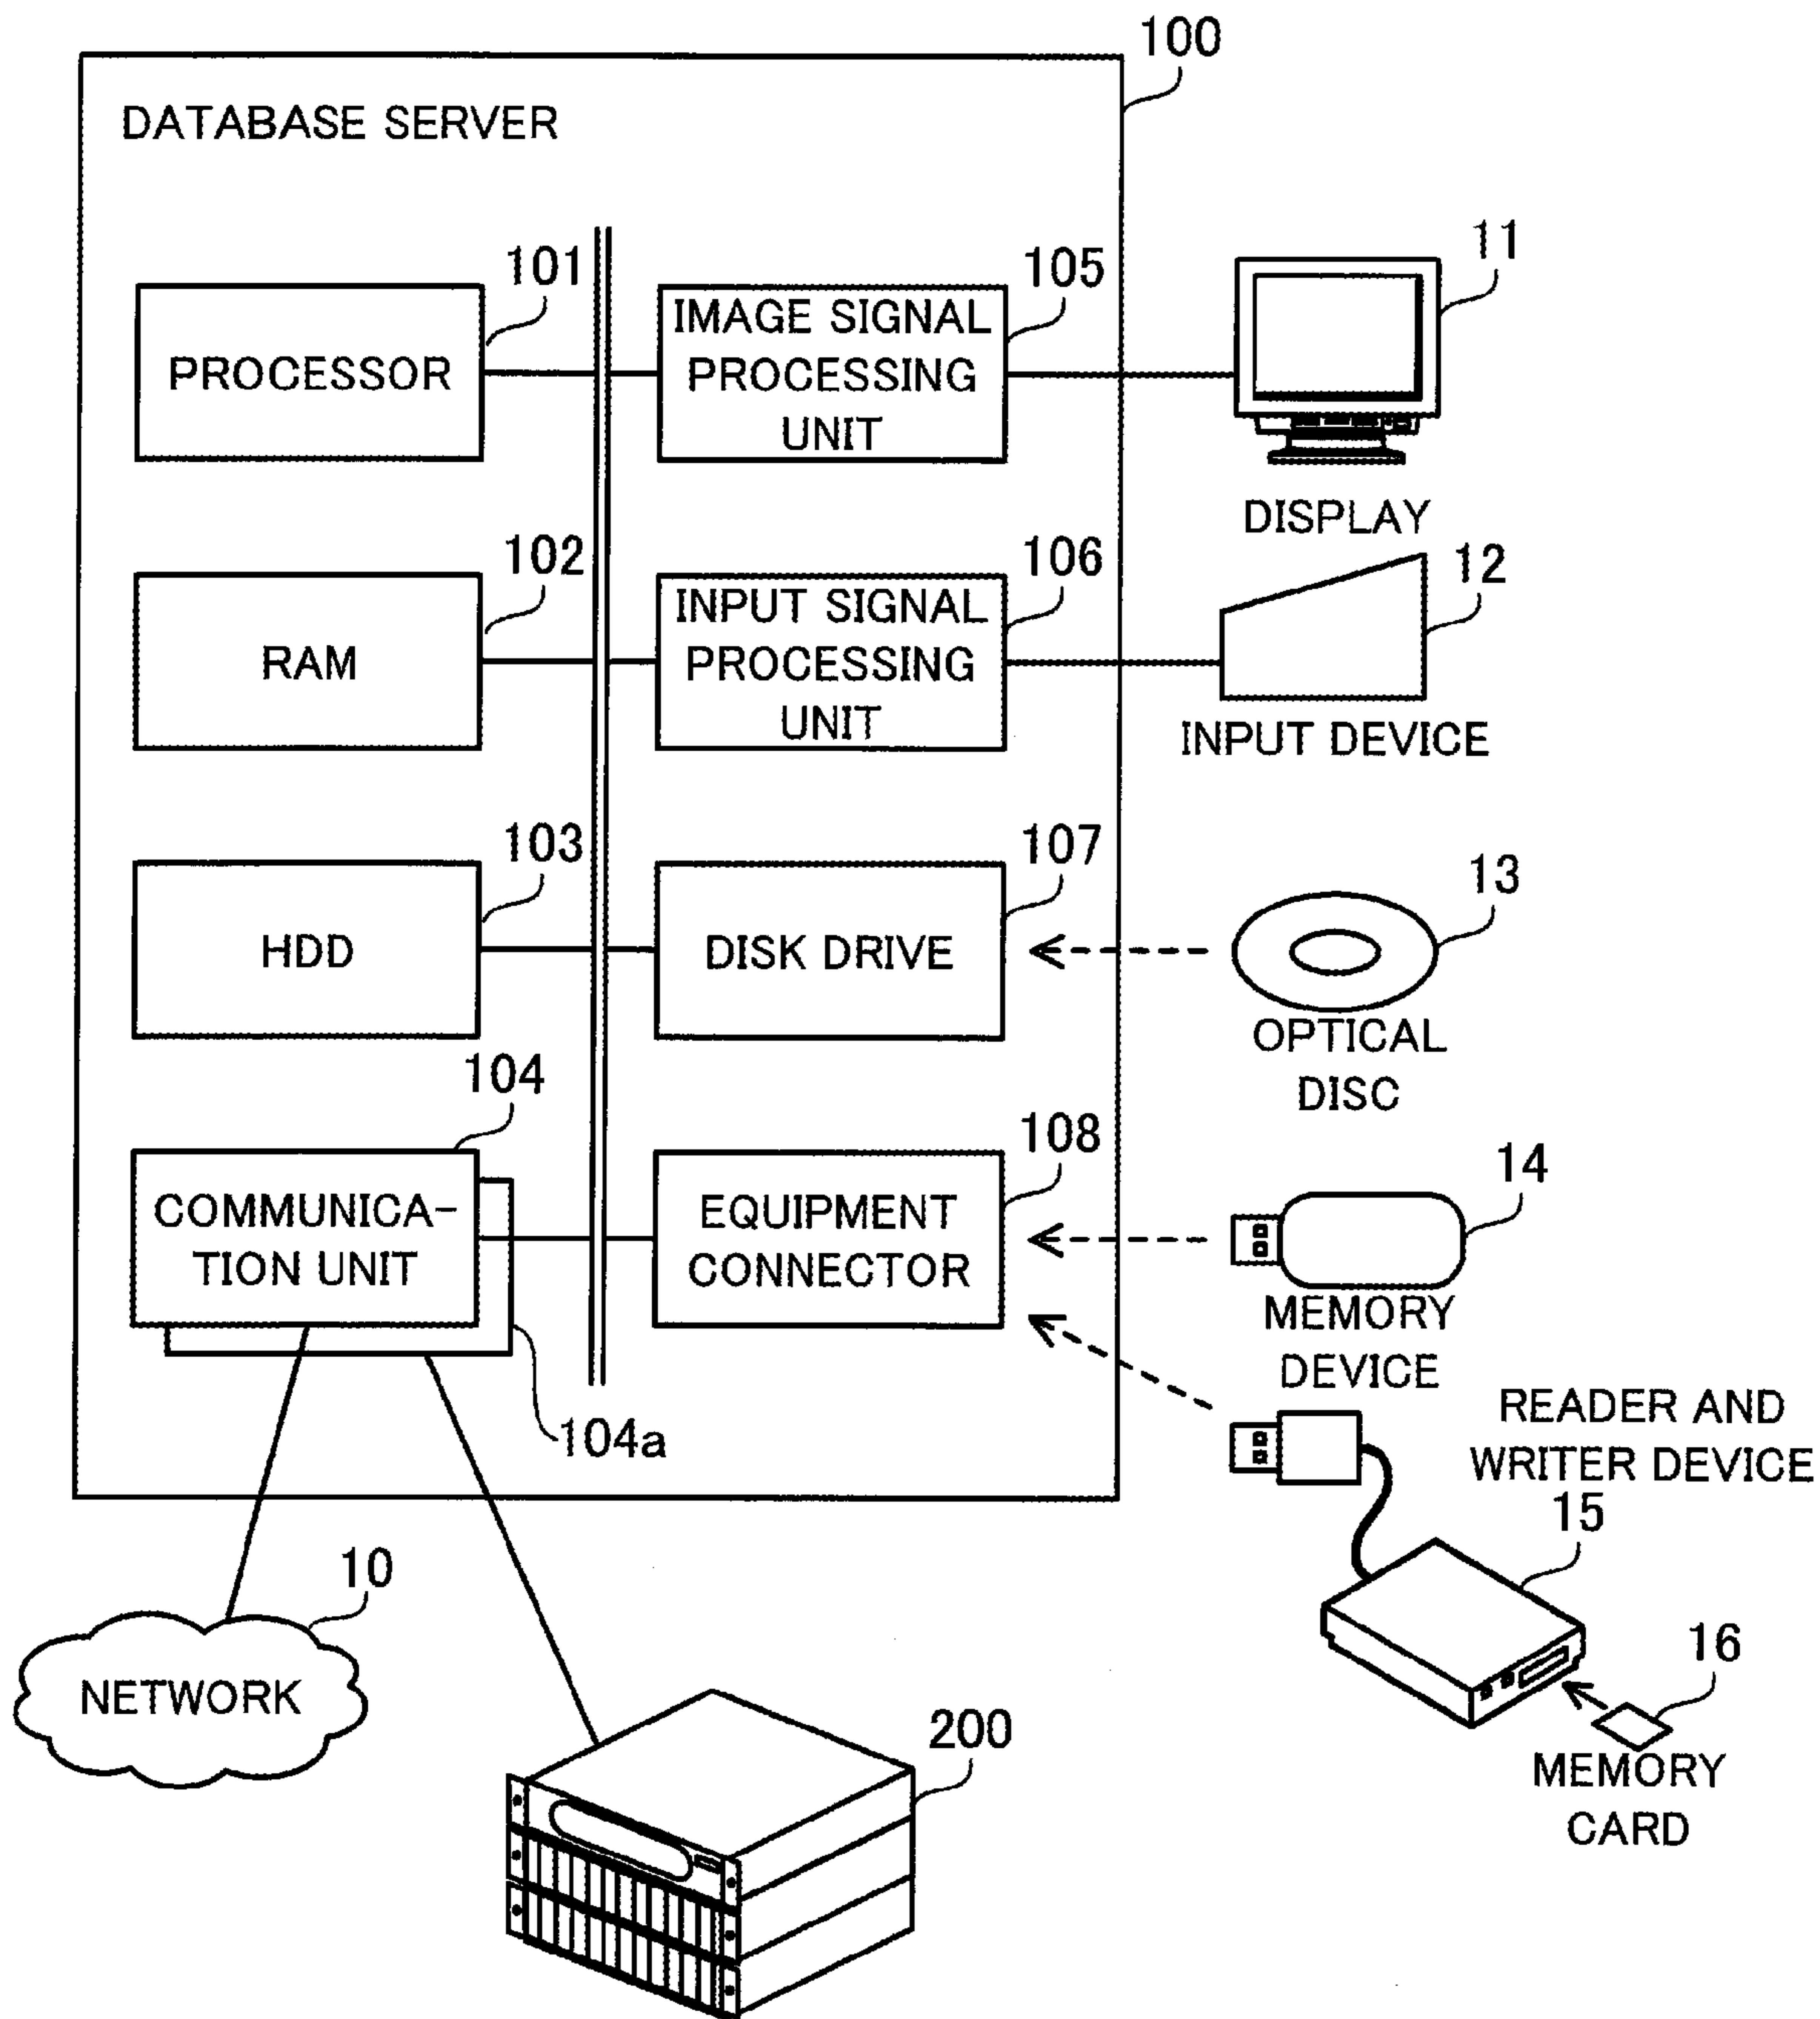 100
DATABASE SERVER
101
PROCESSOR
105
IMAGE SIGNAL
PROCESSING
UNIT
11
DISPLAY
102
RAM
106
INPUT SIGNAL
PROCESSING
UNIT
12
INPUT DEVICE
103
HDD
107
DISK DRIVE
13
OPTICAL
DISC
104
COMMUNICA-
TION UNIT
104a
108
EQUIPMENT
CONNECTOR
14
MEMORY
DEVICE
READER AND
WRITER DEVICE
15
10
NETWORK
200
16
MEMORY
CARD